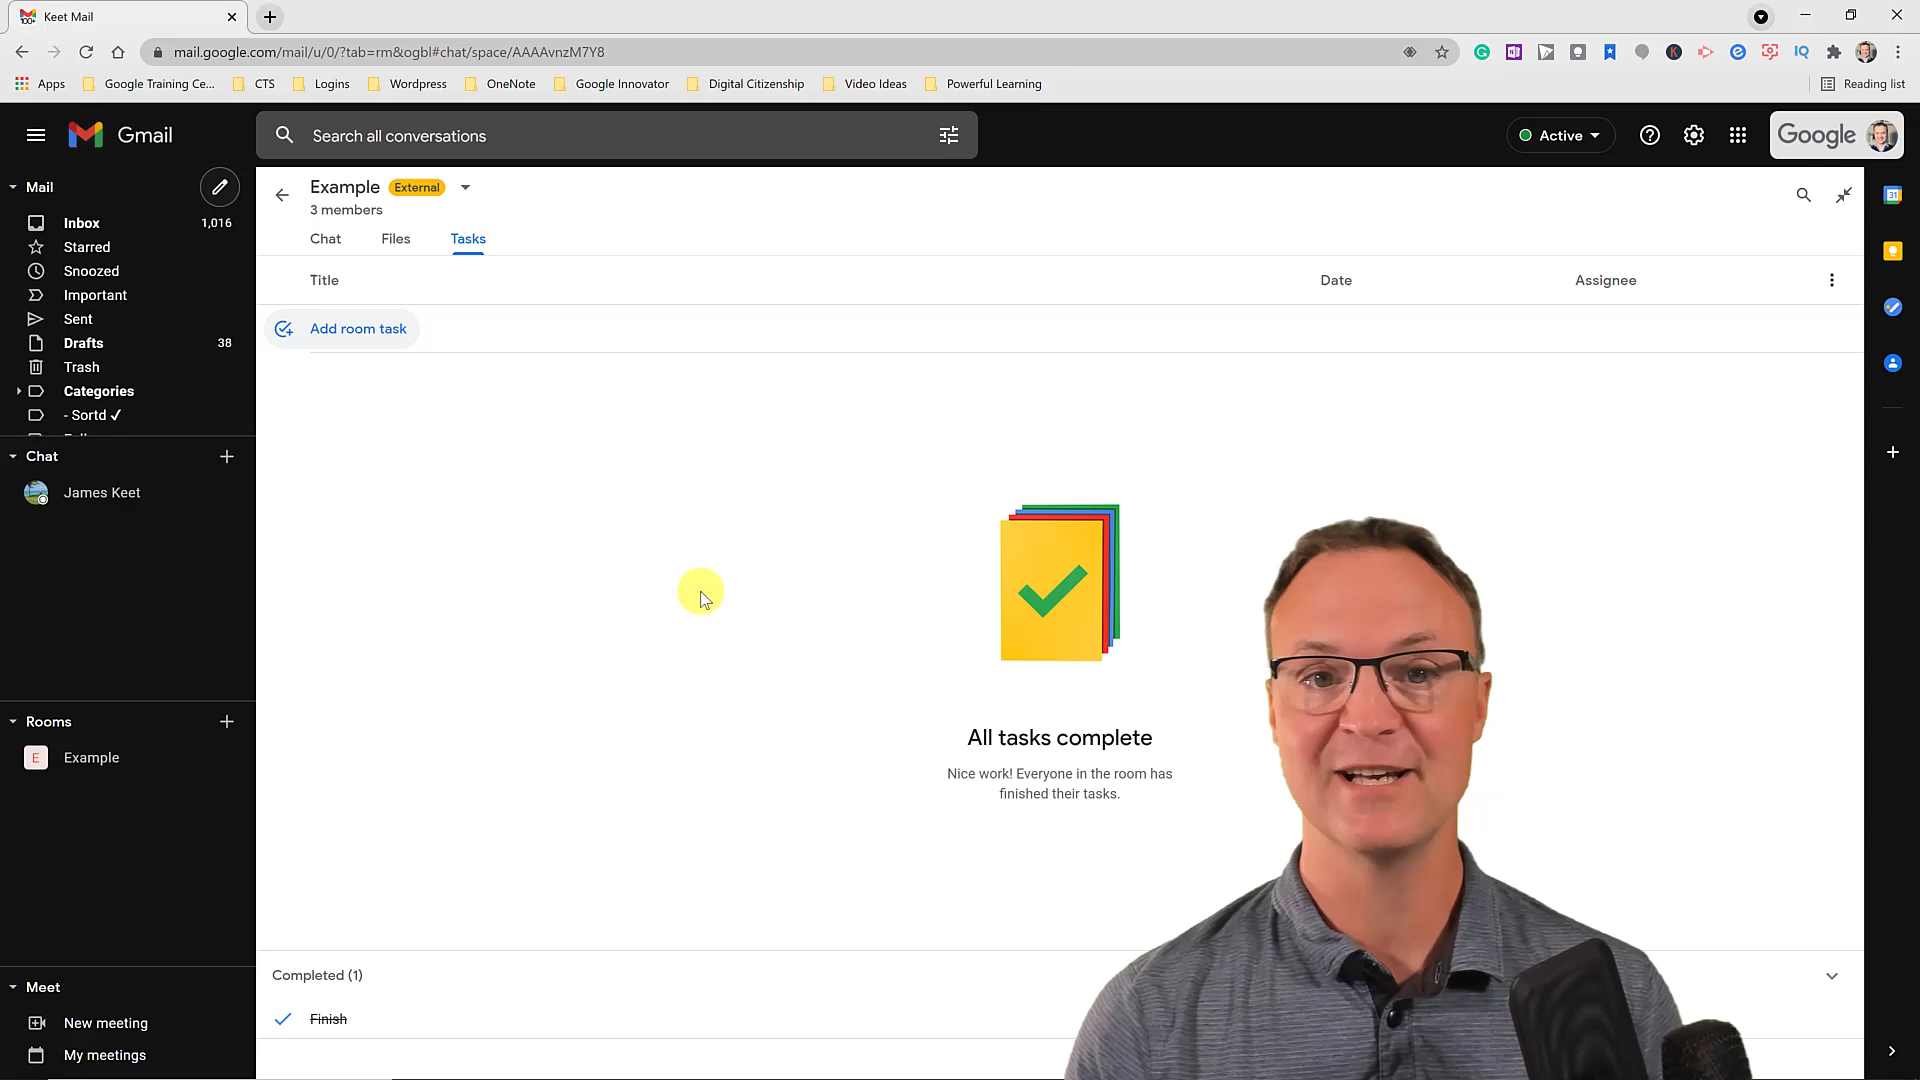 Keet Mail
mail.google.com/mail/u/0/?tab=rm&ogbl#chat/space/AAAAvnzM7Y8
Apps Google Training Ce... CTS Logins Wordpress OneNote Google Innovator Digital Citizenship Video Ideas Powerful Learning Reading list
Gmail
Search all conversations
Active
Google
Mail
Inbox 1,016
Starred
Snoozed
Important
Sent
Drafts 38
Trash
Categories
- Sortd ✓
Chat
James Keet
Rooms
E Example
Meet
New meeting
My meetings
Example External
3 members
Chat Files Tasks
Title Date Assignee
Add room task
All tasks complete
Nice work! Everyone in the room has
finished their tasks.
Completed (1)
Finish